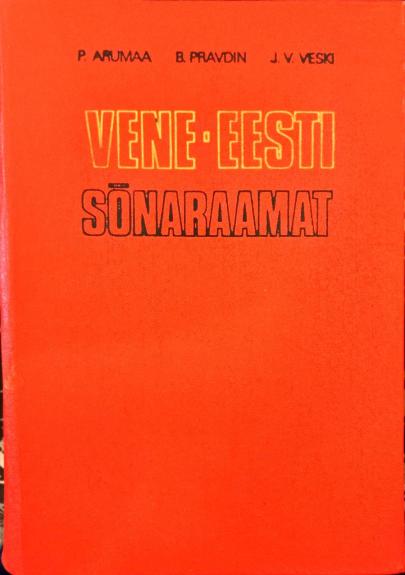 P. ARUMAA B. PRAVDIN J. V. VESKI
VENE-EESTI
SÕNARAAMAT